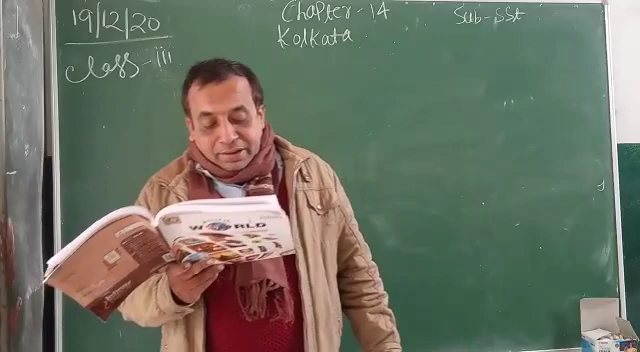 19/12/20
Class-iii
Chapter-14
Kolkata
Sub-SSt
WORLD